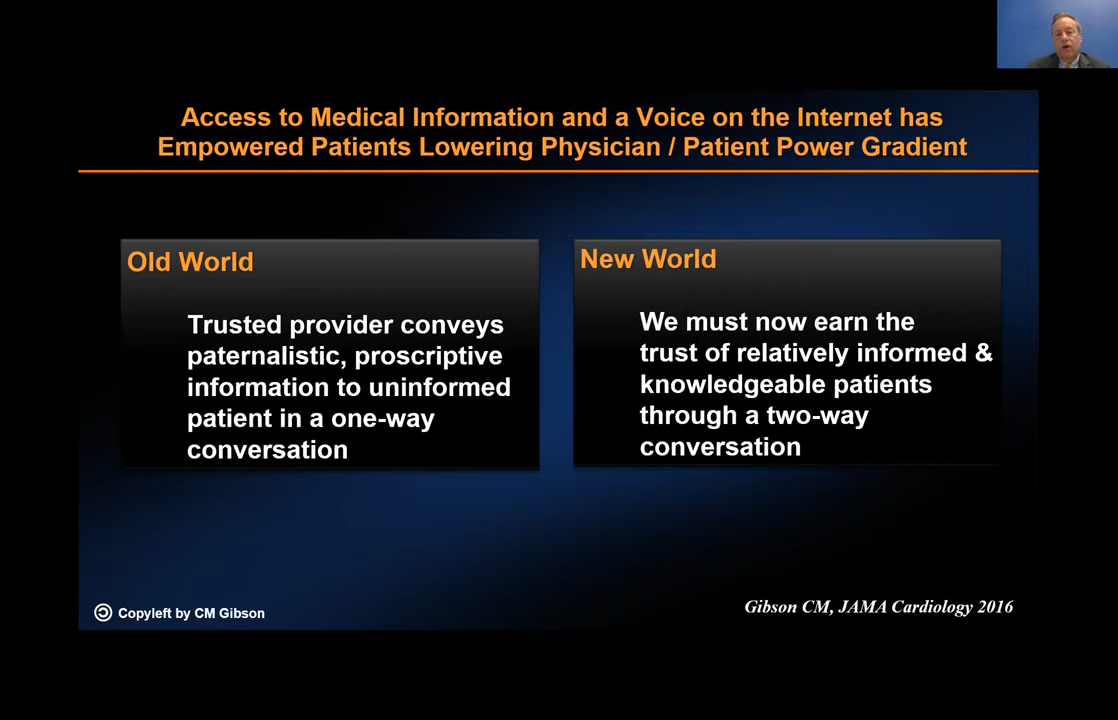 Access to Medical Information and a Voice on the Internet has
Empowered Patients Lowering Physician / Patient Power Gradient
Old World
Trusted provider conveys
paternalistic, proscriptive
information to uninformed
patient in a one-way
conversation
New World
We must now earn the
trust of relatively informed &
knowledgeable patients
through a two-way
conversation
Copyleft by CM Gibson
Gibson CM, JAMA Cardiology 2016